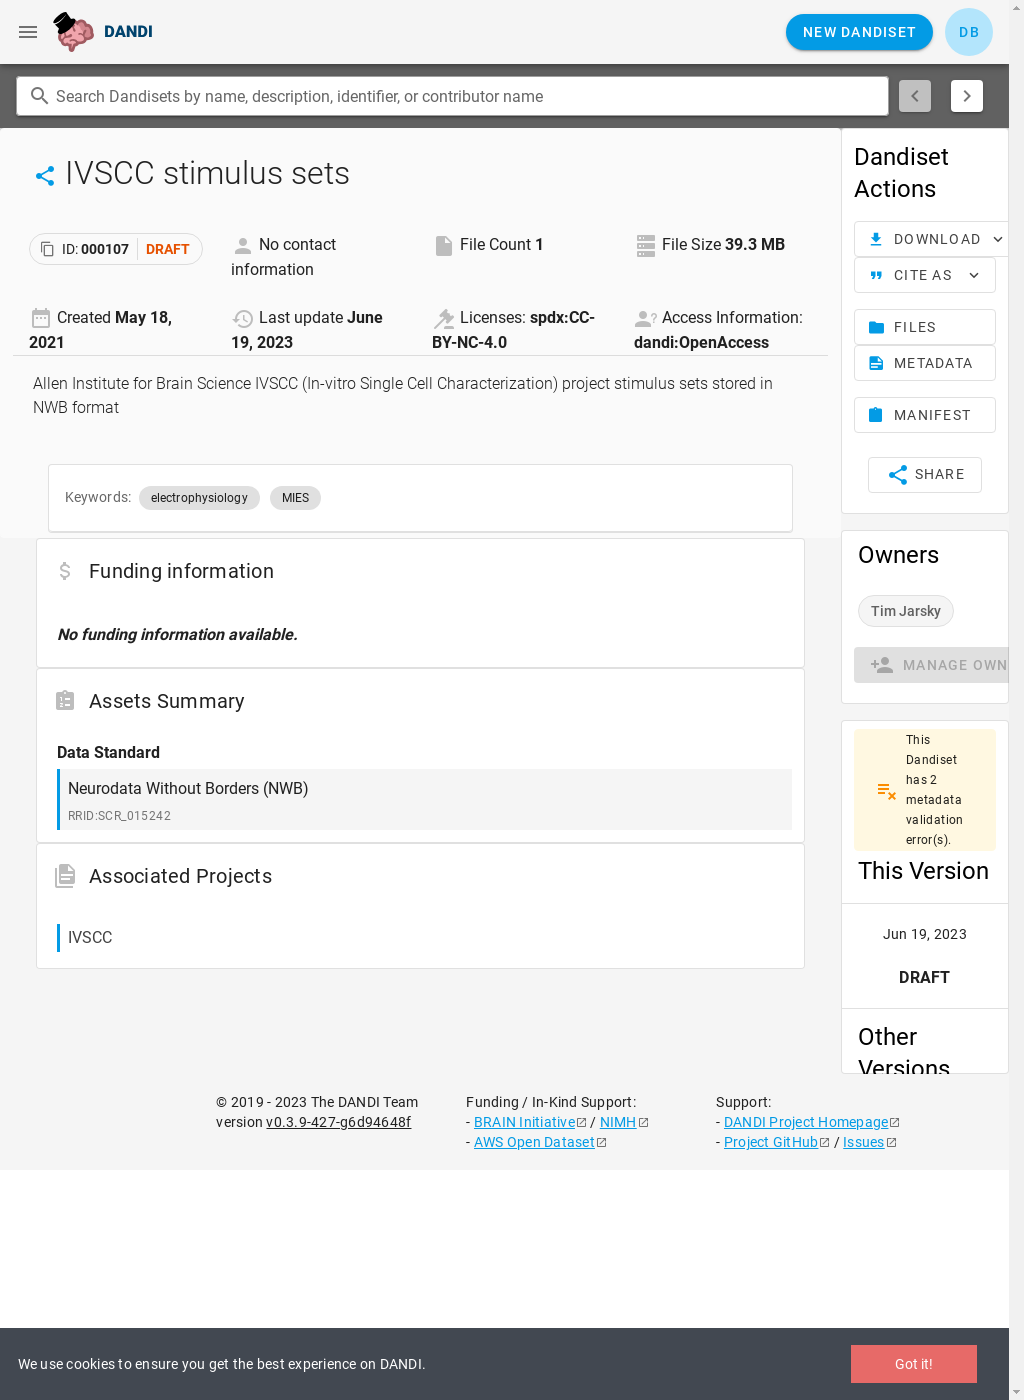 DANDI
NEW DANDISET
DB
Search Dandisets by name, description, identifier, or contributor name
IVSCC stimulus sets
ID: 000107 DRAFT
No contact
information
File Count 1
File Size 39.3 MB
Created May 18,
2021
Last update June
19, 2023
Licenses: spdx:CC-
BY-NC-4.0
Access Information:
dandi:OpenAccess
Allen Institute for Brain Science IVSCC (In-vitro Single Cell Characterization) project stimulus sets stored in
NWB format
Keywords: electrophysiology MIES
Funding information
No funding information available.
Assets Summary
Data Standard
Neurodata Without Borders (NWB)
RRID:SCR_015242
Associated Projects
IVSCC
Dandiset
Actions
DOWNLOAD
CITE AS
FILES
METADATA
MANIFEST
SHARE
Owners
Tim Jarsky
MANAGE OWN
This
Dandiset
has 2
metadata
validation
error(s).
This Version
Jun 19, 2023
DRAFT
Other
Versions
© 2019 - 2023 The DANDI Team
version v0.3.9-427-g6d94648f
Funding / In-Kind Support:
- BRAIN Initiative / NIMH
- AWS Open Dataset
Support:
- DANDI Project Homepage
- Project GitHub / Issues
We use cookies to ensure you get the best experience on DANDI.
Got it!